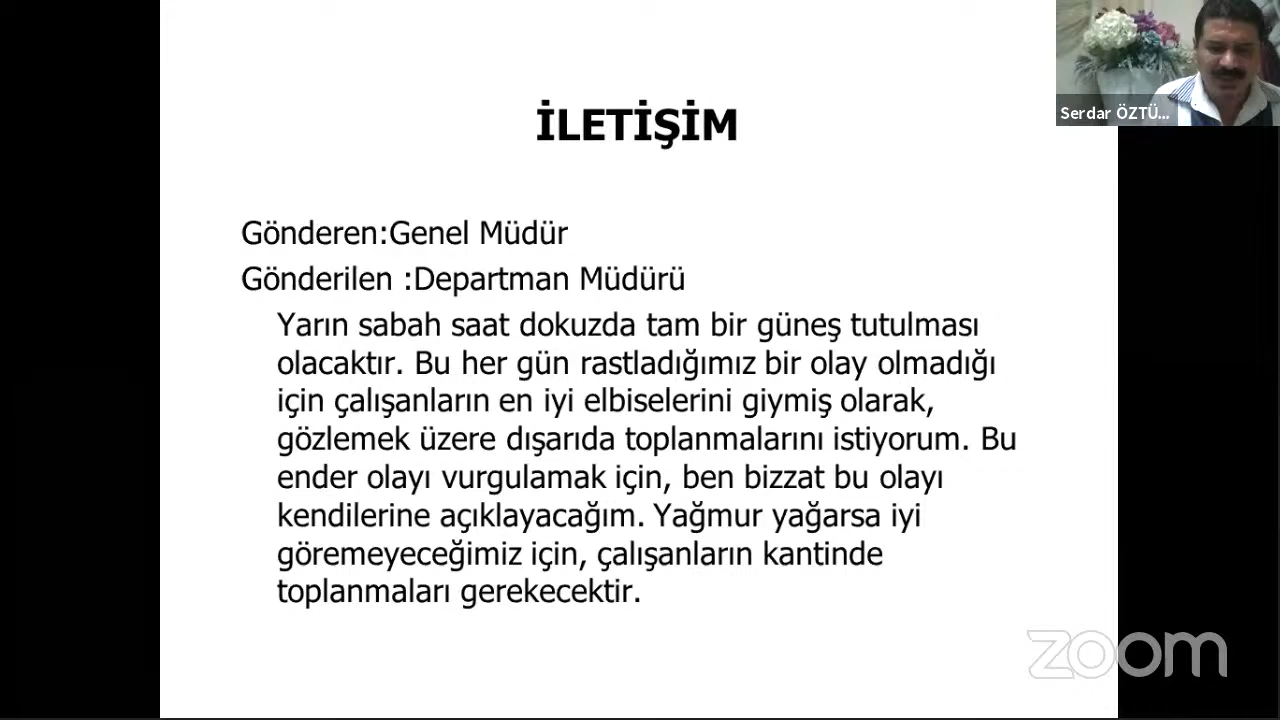 İLETİŞİM
Serdar ÖZTÜ...
Gönderen:Genel Müdür
Gönderilen :Departman Müdürü
Yarın sabah saat dokuzda tam bir güneş tutulması
olacaktır. Bu her gün rastladığımız bir olay olmadığı
için çalışanların en iyi elbiselerini giymiş olarak,
gözlemek üzere dışarıda toplanmalarını istiyorum. Bu
ender olayı vurgulamak için, ben bizzat bu olayı
kendilerine açıklayacağım. Yağmur yağarsa iyi
göremeyeceğimiz için, çalışanların kantinde
toplanmaları gerekecektir.
zoom